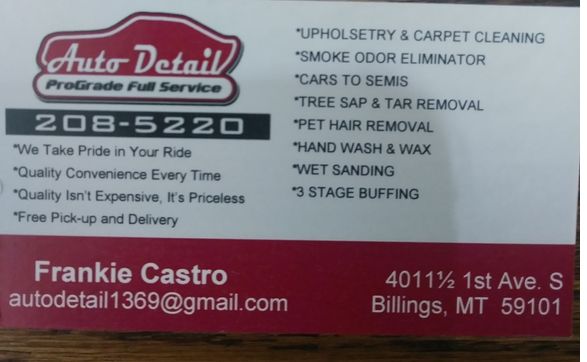 Auto Detail
ProGrade Full Service
208-5220
*We Take Pride in Your Ride
*Quality Convenience Every Time
*Quality Isn't Expensive, It's Priceless
*Free Pick-up and Delivery
*UPHOLSETRY & CARPET CLEANING
*SMOKE ODOR ELIMINATOR
*CARS TO SEMIS
*TREE SAP & TAR REMOVAL
*PET HAIR REMOVAL
*HAND WASH & WAX
*WET SANDING
*3 STAGE BUFFING
Frankie Castro
autodetail1369@gmail.com
4011½ 1st Ave. S
Billings, MT 59101